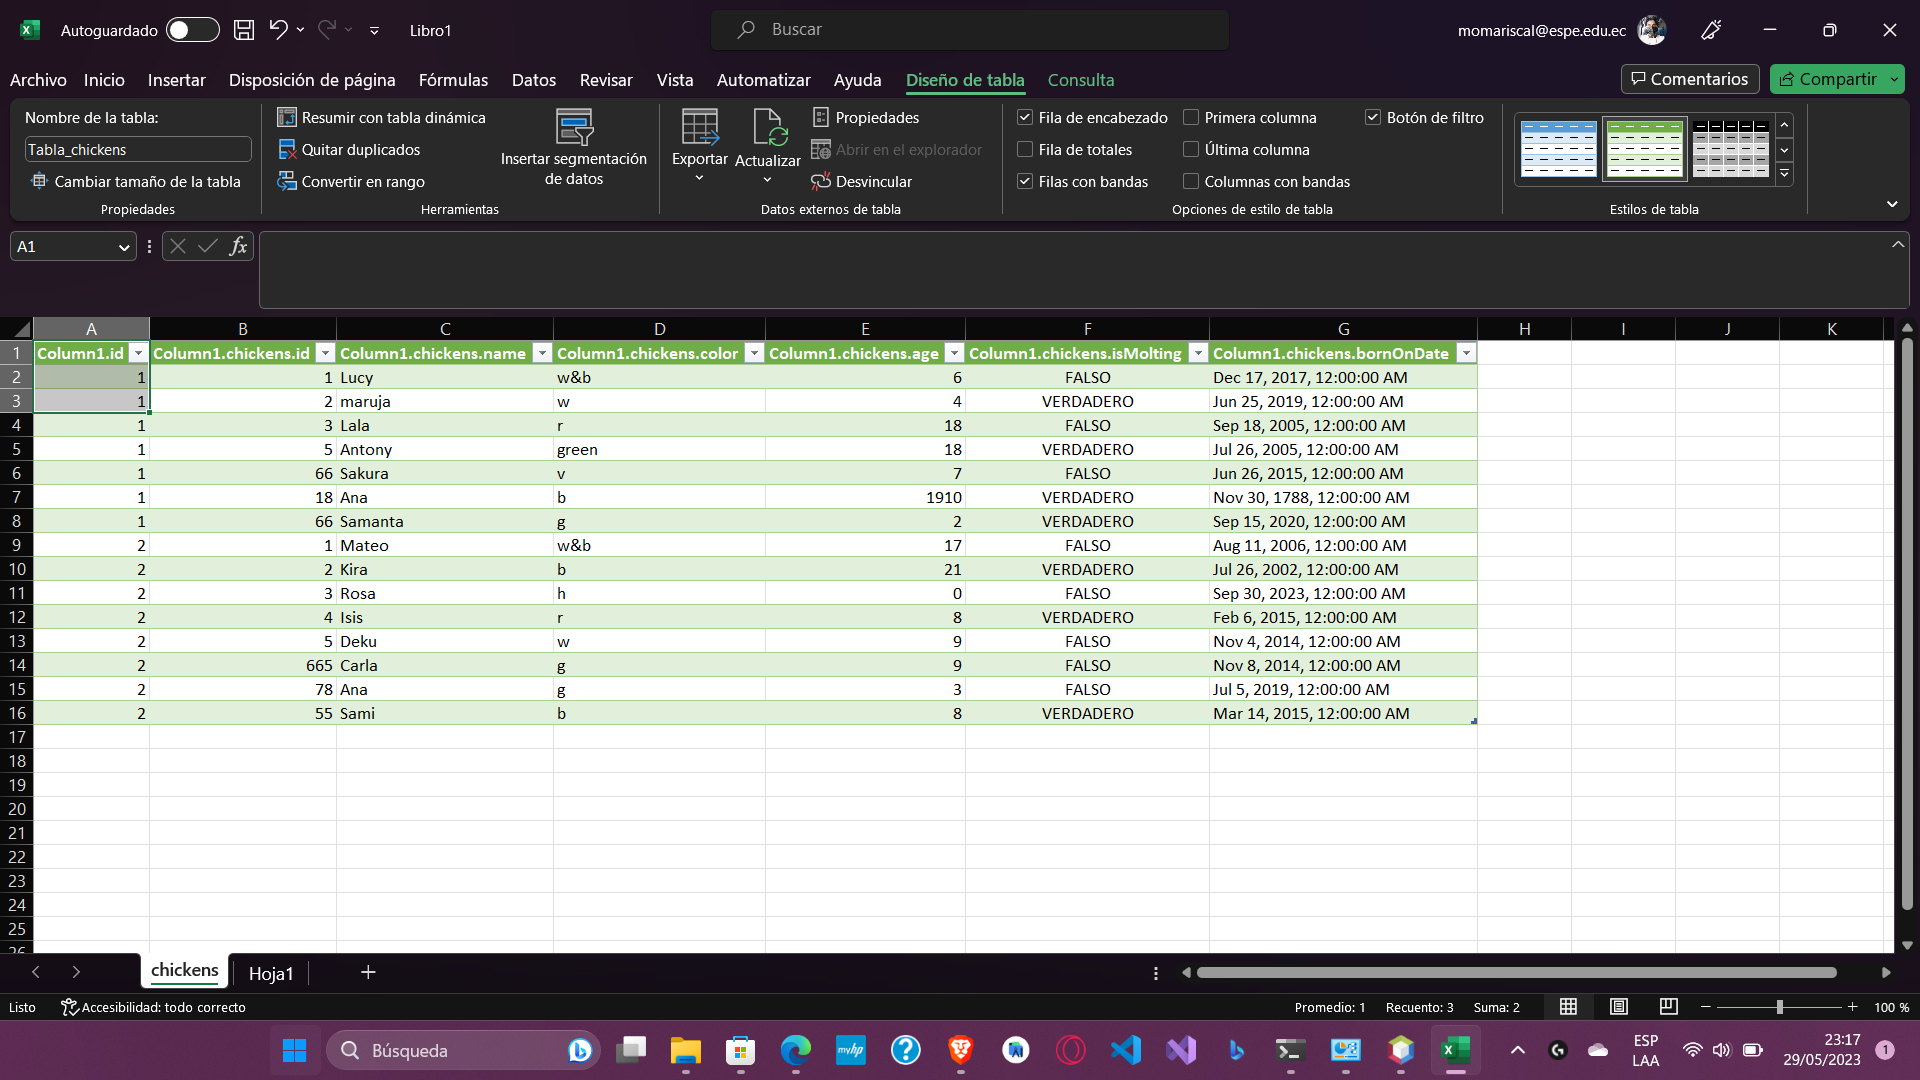 Autoguardado
Libro1
Buscar
momariscal@espe.edu.ec
Archivo Inicio Insertar Disposición de página Fórmulas Datos Revisar Vista Automatizar Ayuda Diseño de tabla Consulta
Comentarios
Compartir
Nombre de la tabla:
Tabla_chickens
Cambiar tamaño de la tabla
Propiedades
Resumir con tabla dinámica
Quitar duplicados
Convertir en rango
Insertar segmentación
de datos
Herramientas
Exportar
Actualizar
Propiedades
Abrir en el explorador
Desvincular
Datos externos de tabla
Fila de encabezado
Fila de totales
Filas con bandas
Primera columna
Última columna
Columnas con bandas
Botón de filtro
Opciones de estilo de tabla
Estilos de tabla
A1
fx
A B C D E F G H I J K
1 Column1.id Column1.chickens.id Column1.chickens.name Column1.chickens.color Column1.chickens.age Column1.chickens.isMolting Column1.chickens.bornOnDate
2 1 1 Lucy w&b 6 FALSO Dec 17, 2017, 12:00:00 AM
3 1 2 maruja w 4 VERDADERO Jun 25, 2019, 12:00:00 AM
4 1 3 Lala r 18 FALSO Sep 18, 2005, 12:00:00 AM
5 1 5 Antony green 18 VERDADERO Jul 26, 2005, 12:00:00 AM
6 1 66 Sakura v 7 FALSO Jun 26, 2015, 12:00:00 AM
7 1 18 Ana b 1910 VERDADERO Nov 30, 1788, 12:00:00 AM
8 1 66 Samanta g 2 VERDADERO Sep 15, 2020, 12:00:00 AM
9 2 1 Mateo w&b 17 FALSO Aug 11, 2006, 12:00:00 AM
10 2 2 Kira b 21 VERDADERO Jul 26, 2002, 12:00:00 AM
11 2 3 Rosa h 0 FALSO Sep 30, 2023, 12:00:00 AM
12 2 4 Isis r 8 VERDADERO Feb 6, 2015, 12:00:00 AM
13 2 5 Deku w 9 FALSO Nov 4, 2014, 12:00:00 AM
14 2 665 Carla g 9 FALSO Nov 8, 2014, 12:00:00 AM
15 2 78 Ana g 3 FALSO Jul 5, 2019, 12:00:00 AM
16 2 55 Sami b 8 VERDADERO Mar 14, 2015, 12:00:00 AM
17
18
19
20
21
22
23
24
25
26
chickens Hoja1
Listo Accesibilidad: todo correcto Promedio: 1 Recuento: 3 Suma: 2 100 %
Búsqueda
myhp
ESP
LAA
23:17
29/05/2023
1